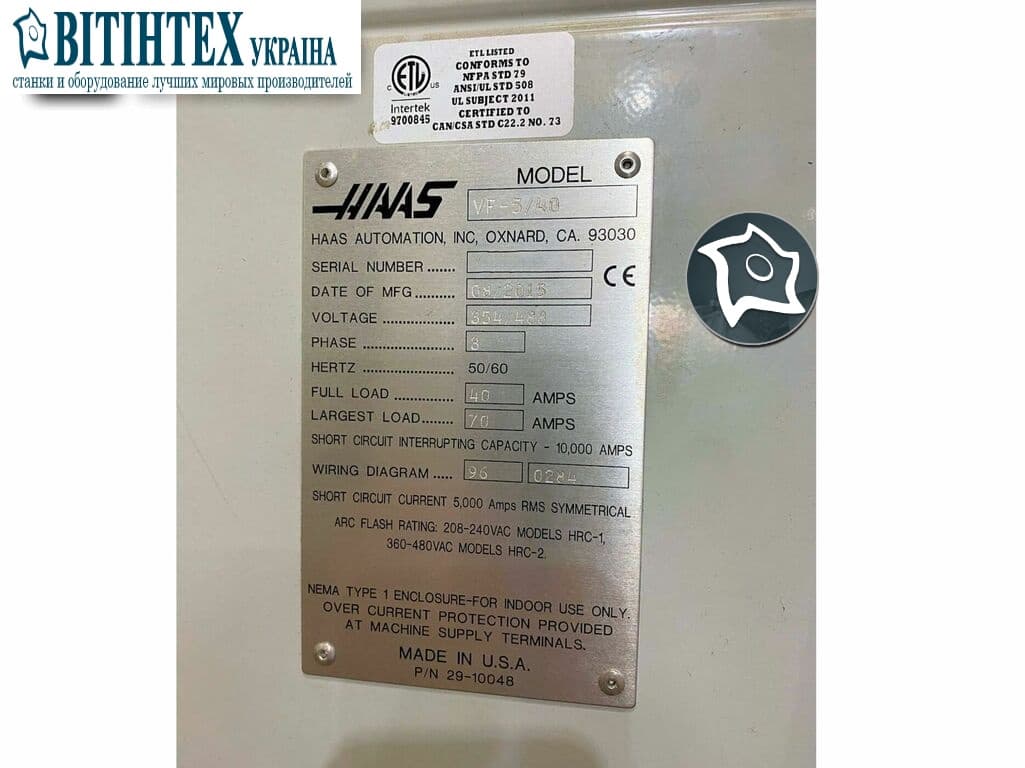 ВІТІНТЕХ УКРАЇНА
станки и оборудование лучших мировых производителей
ETL LISTED
CONFORMS TO
NFPA STD 79
ANSI/UL STD 508
UL SUBJECT 2011
CERTIFIED TO
CAN/CSA STD C22.2 NO. 73
C ETL US
Intertek
9700845
MODEL
HAAS VF-5/40
HAAS AUTOMATION, INC, OXNARD, CA. 93030
SERIAL NUMBER .......
CE
DATE OF MFG.......... 08/2015
VOLTAGE .................. 354/488
PHASE ....................... 3
HERTZ ....................... 50/60
FULL LOAD ............... 40 AMPS
LARGEST LOAD........ 70 AMPS
SHORT CIRCUIT INTERRUPTING CAPACITY - 10,000 AMPS
WIRING DIAGRAM ..... 96 0284
SHORT CIRCUIT CURRENT 5,000 Amps RMS SYMMETRICAL
ARC FLASH RATING: 208-240VAC MODELS HRC-1,
360-480VAC MODELS HRC-2.
NEMA TYPE 1 ENCLOSURE-FOR INDOOR USE ONLY.
OVER CURRENT PROTECTION PROVIDED
AT MACHINE SUPPLY TERMINALS.
MADE IN U.S.A.
P/N 29-10048